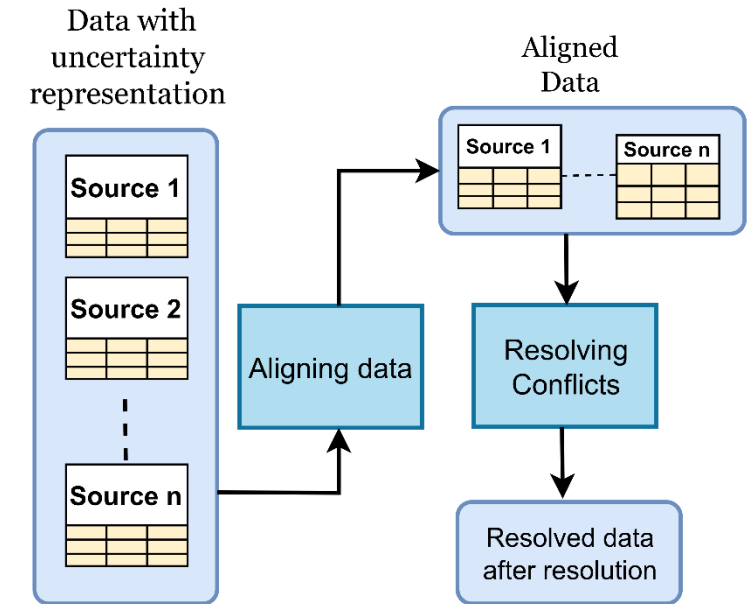 Data with
uncertainty
representation
Source 1
Source 2
Source n
Aligning data
Aligned
Data
Source 1
Source n
Resolving
Conflicts
Resolved data
after resolution